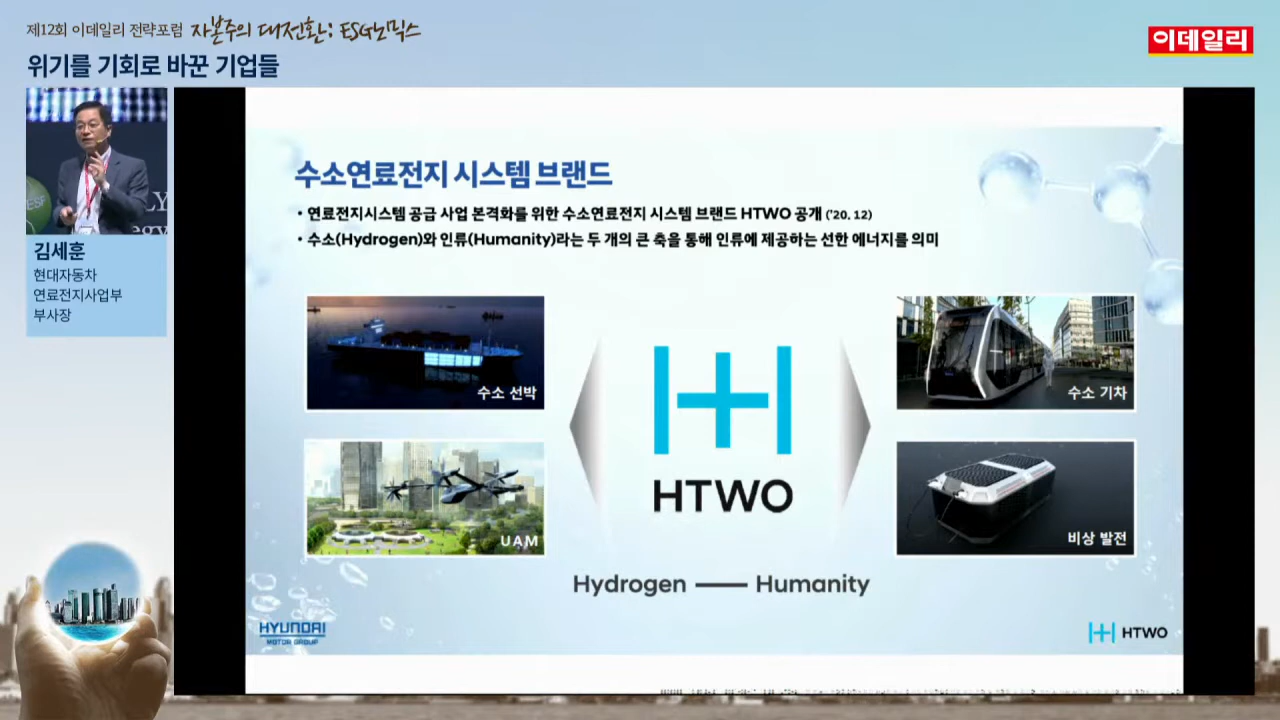 제12회 이데일리 전략포럼 자본주의 대전환: ESG노믹스
이데일리
위기를 기회로 바꾼 기업들
김세훈
현대자동차
연료전지사업부
부사장
수소연료전지 시스템 브랜드
• 연료전지시스템 공급 사업 본격화를 위한 수소연료전지 시스템 브랜드 HTWO 공개 ('20. 12)
• 수소(Hydrogen)와 인류(Humanity)라는 두 개의 큰 축을 통해 인류에 제공하는 선한 에너지를 의미
수소 선박
수소 기차
HTWO
UAM
비상 발전
Hydrogen — Humanity
HYUNDAI
MOTOR GROUP
HTWO